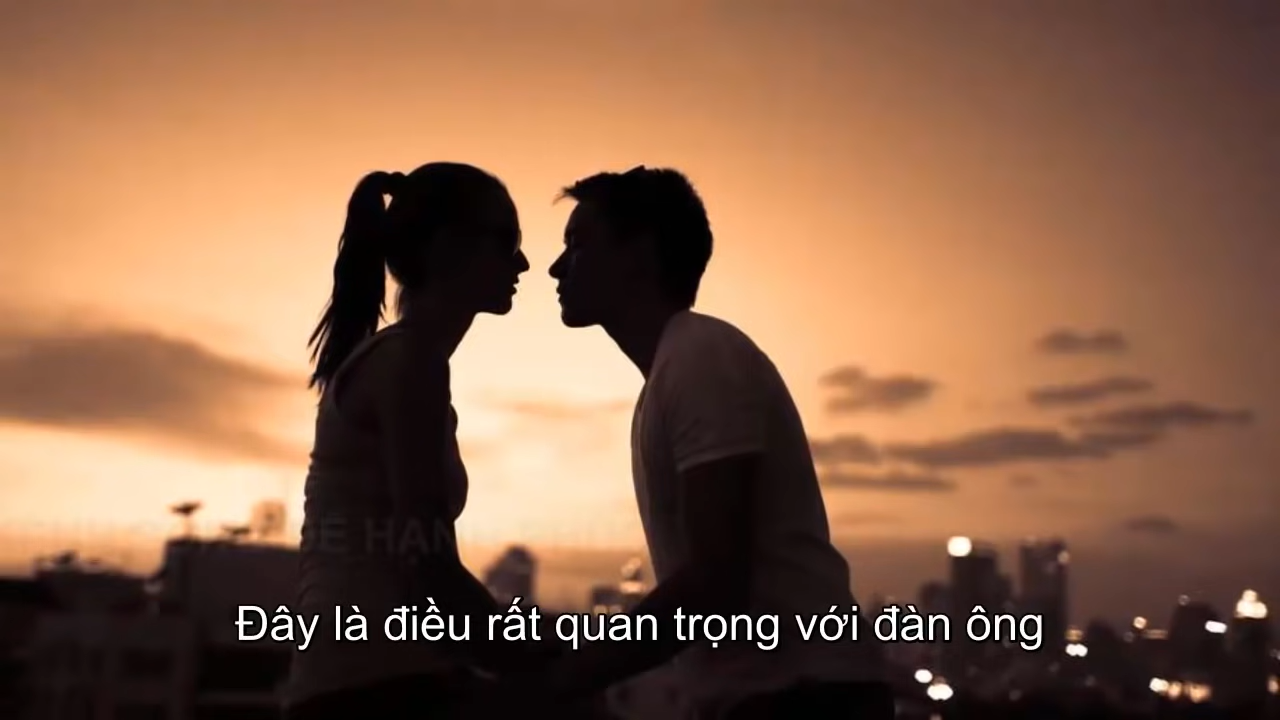 Đây là điều rất quan trọng với đàn ông